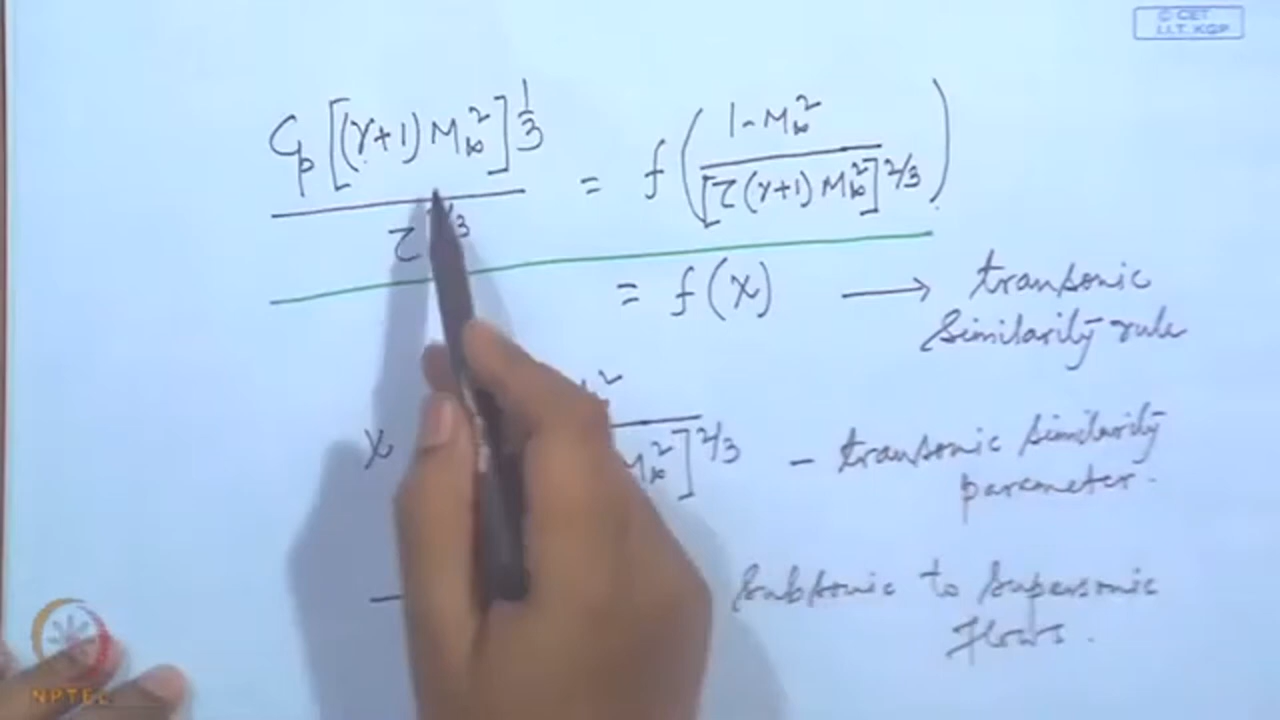 © CET
I.I.T. KGP
Cp[(γ+1)M∞²]^1/3 / τ /3 = f(1-M∞² / [τ(γ+1)M∞²]^2/3)
= f(χ) → transonic
similarity rule
χ M∞²]^2/3 - transonic similarity
parameter.
— subsonic to supersonic
flows.
NPTEL